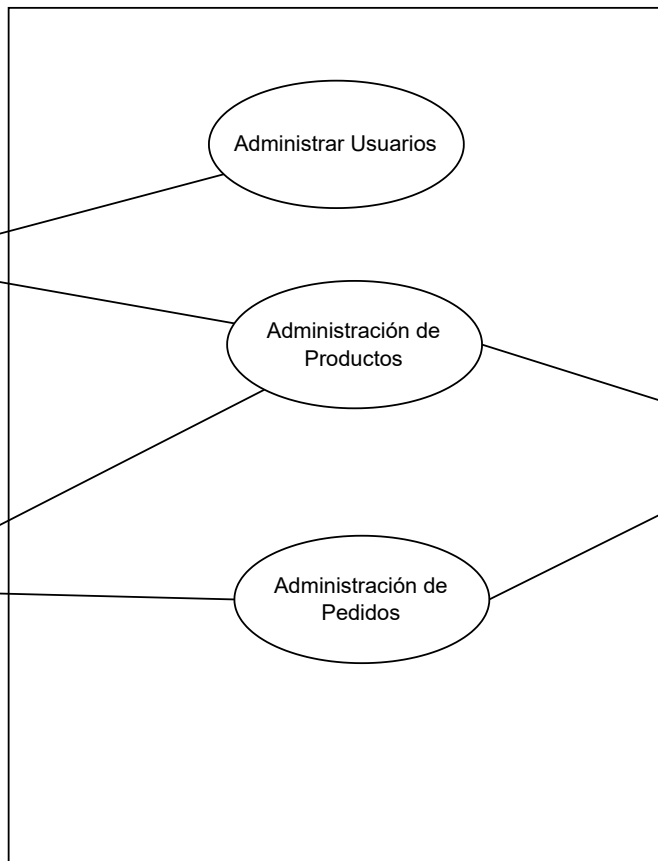 Administrar Usuarios
Administración de
Productos
Administración de
Pedidos